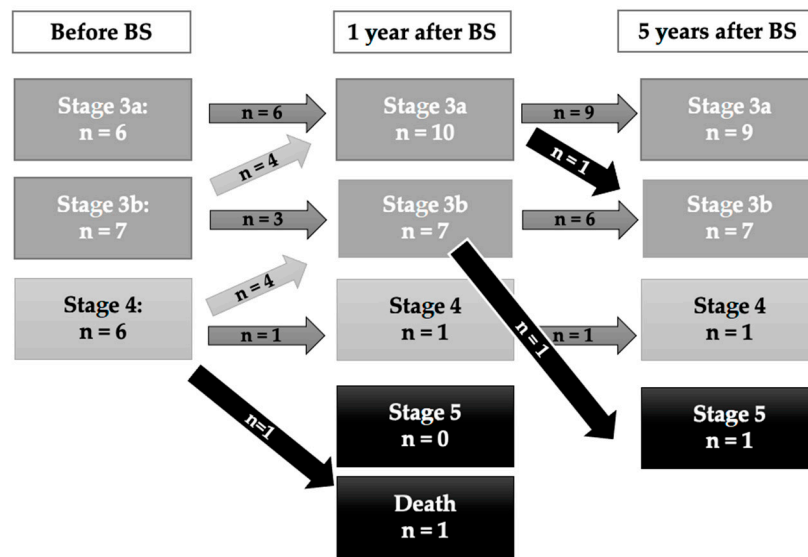 Before BS
1 year after BS
5 years after BS
Stage 3a:
n = 6
n = 6
Stage 3a
n = 10
n = 9
Stage 3a
n = 9
n = 4
n = 1
Stage 3b:
n = 7
n = 3
Stage 3b
n = 7
n = 6
Stage 3b
n = 7
n = 4
Stage 4:
n = 6
n = 1
Stage 4
n = 1
n = 1
n = 1
Stage 4
n = 1
n=1
Stage 5
n = 0
Stage 5
n = 1
Death
n = 1